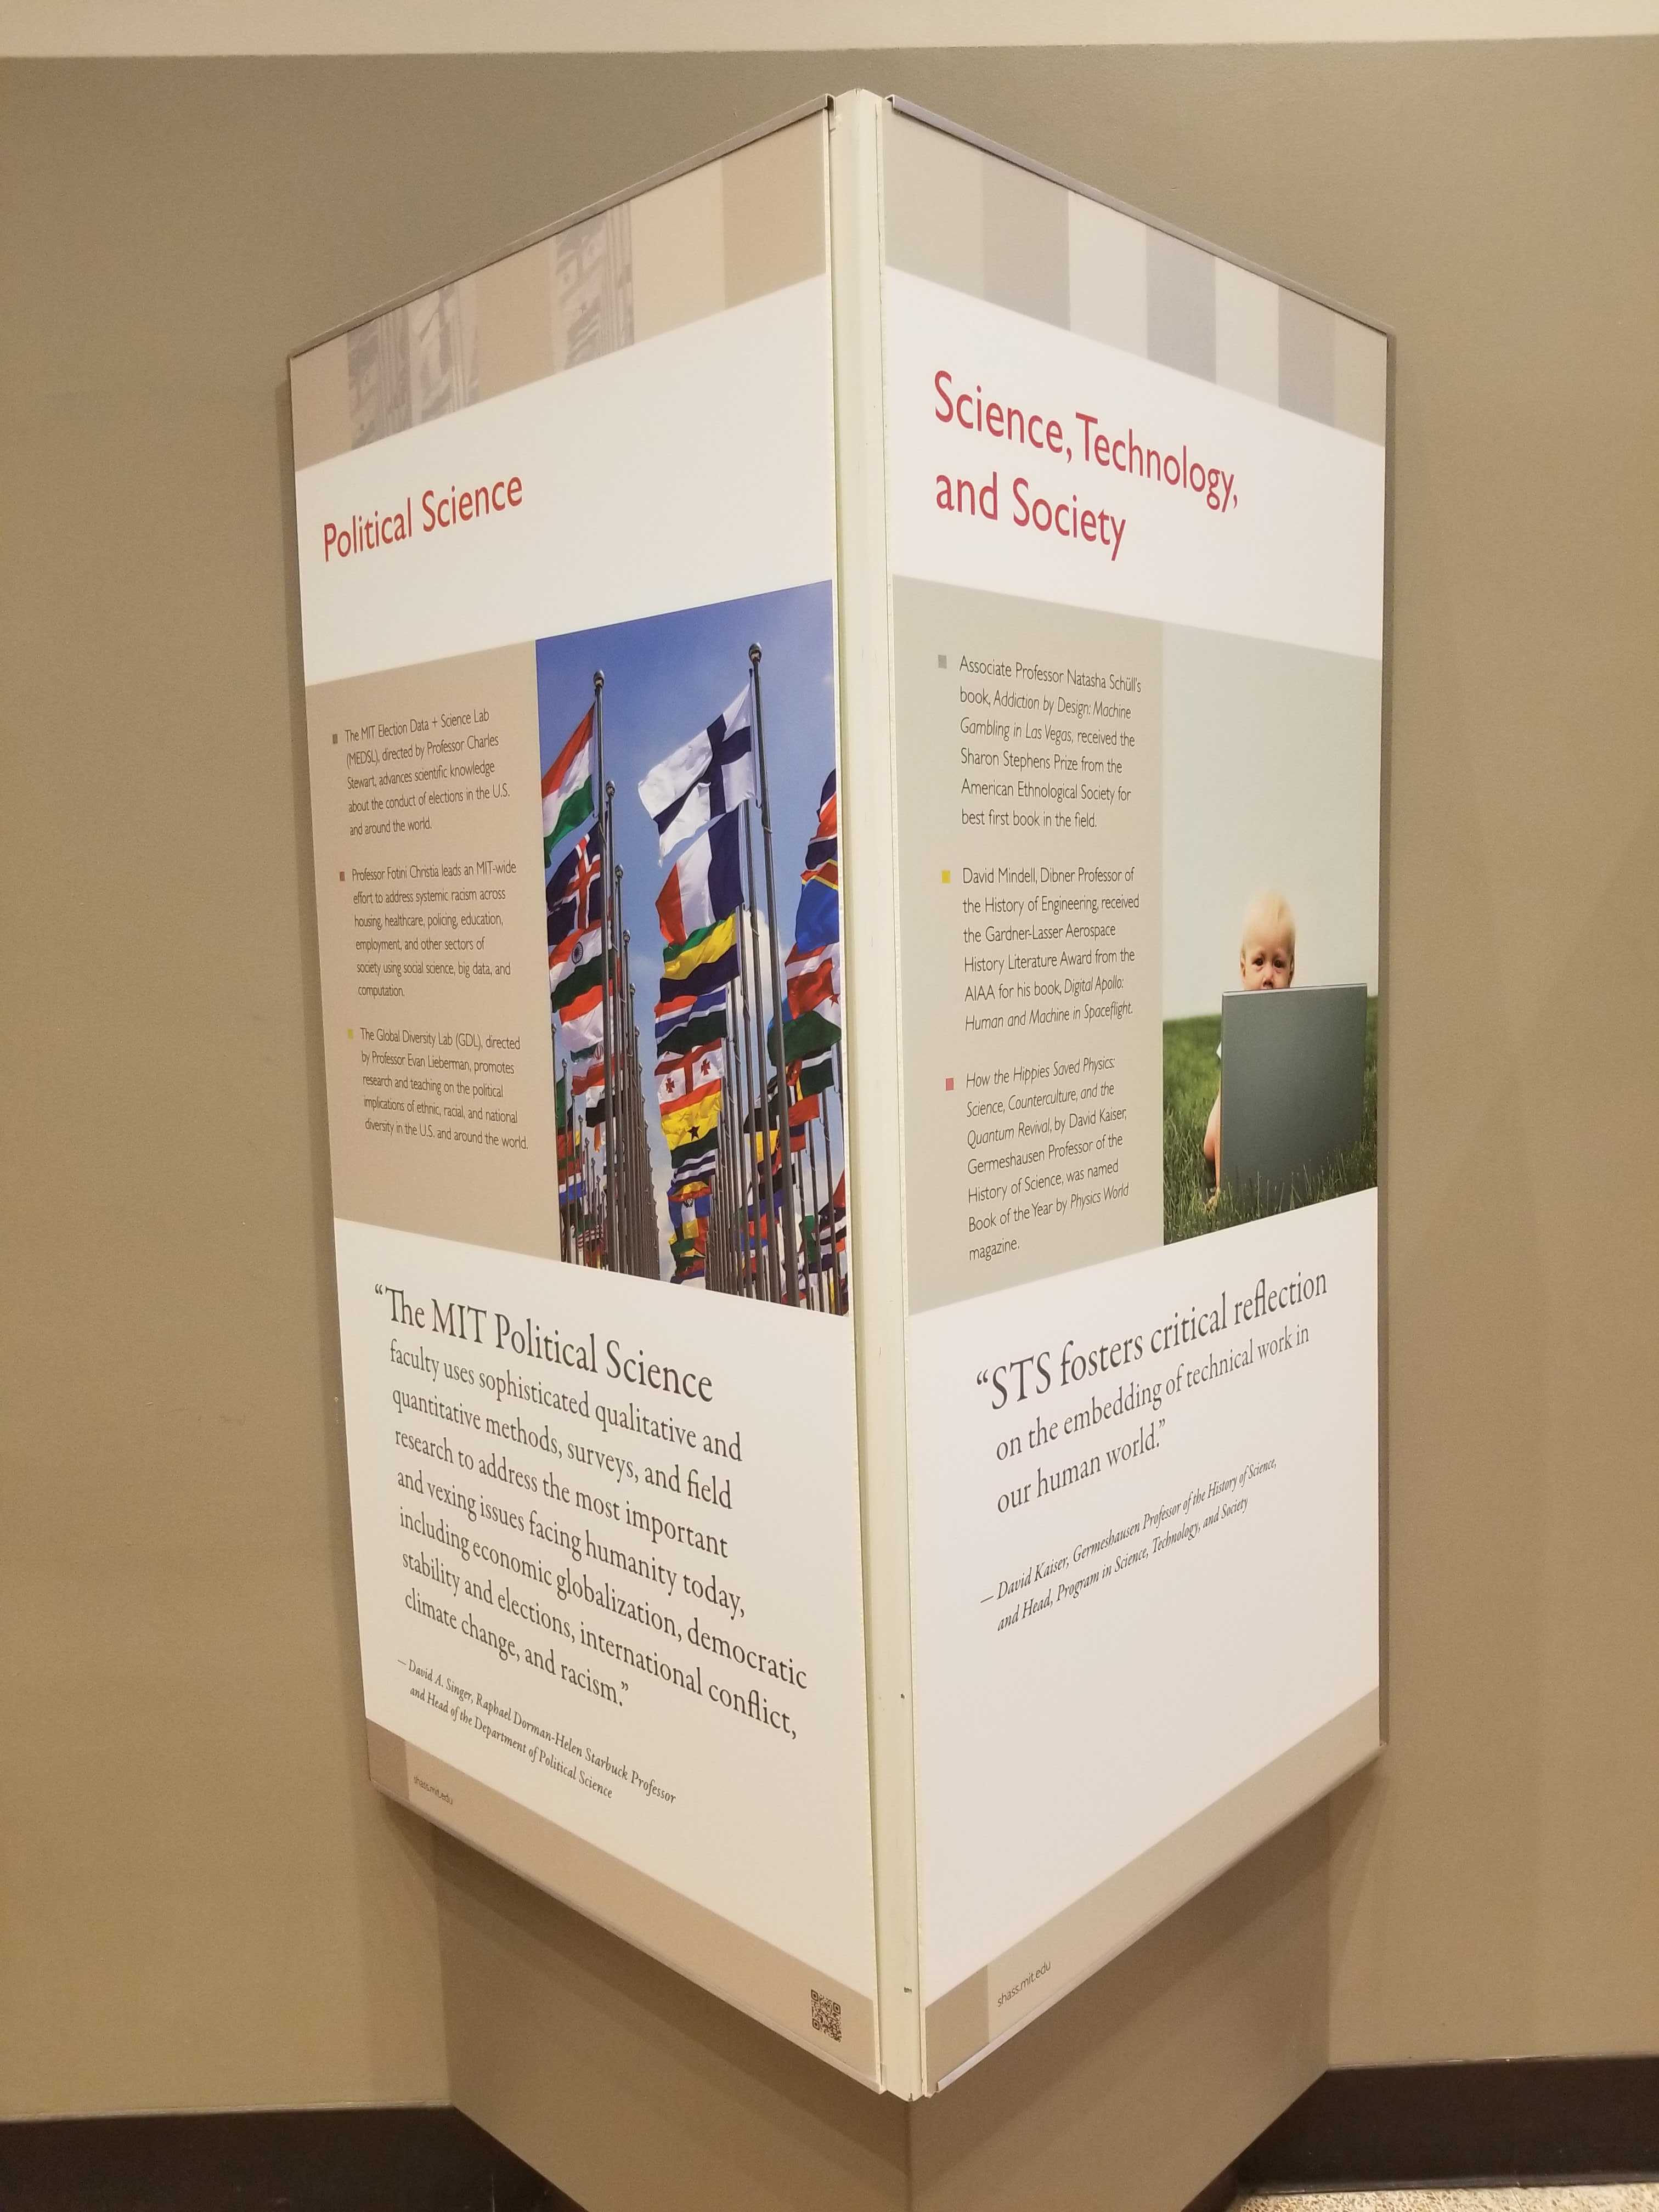 Political Science
The MIT Election Data + Science Lab
(MEDSL), directed by Professor Charles
Stewart, advances scientific knowledge
about the conduct of elections in the U.S.
and around the world.
Professor Fotini Christia leads an MIT-wide
effort to address systemic racism across
housing, healthcare, policing, education,
employment, and other sectors of
society using social science, big data, and
computation.
The Global Diversity Lab (GDL), directed
by Professor Evan Lieberman, promotes
research and teaching on the political
implications of ethnic, racial, and national
diversity in the U.S. and around the world.
“The MIT Political Science
faculty uses sophisticated qualitative and
quantitative methods, surveys, and field
research to address the most important
and vexing issues facing humanity today,
including economic globalization, democratic
stability and elections, international conflict,
climate change, and racism.”
— David A. Singer, Raphael Dorman-Helen Starbuck Professor
and Head of the Department of Political Science
shass.mit.edu
Science, Technology,
and Society
Associate Professor Natasha Schüll's
book, Addiction by Design: Machine
Gambling in Las Vegas, received the
Sharon Stephens Prize from the
American Ethnological Society for
best first book in the field.
David Mindell, Dibner Professor of
the History of Engineering, received
the Gardner-Lasser Aerospace
History Literature Award from the
AIAA for his book, Digital Apollo:
Human and Machine in Spaceflight.
How the Hippies Saved Physics:
Science, Counterculture, and the
Quantum Revival, by David Kaiser,
Germeshausen Professor of the
History of Science, was named
Book of the Year by Physics World
magazine.
“STS fosters critical reflection
on the embedding of technical work in
our human world.”
— David Kaiser, Germeshausen Professor of the History of Science,
and Head, Program in Science, Technology, and Society
shass.mit.edu